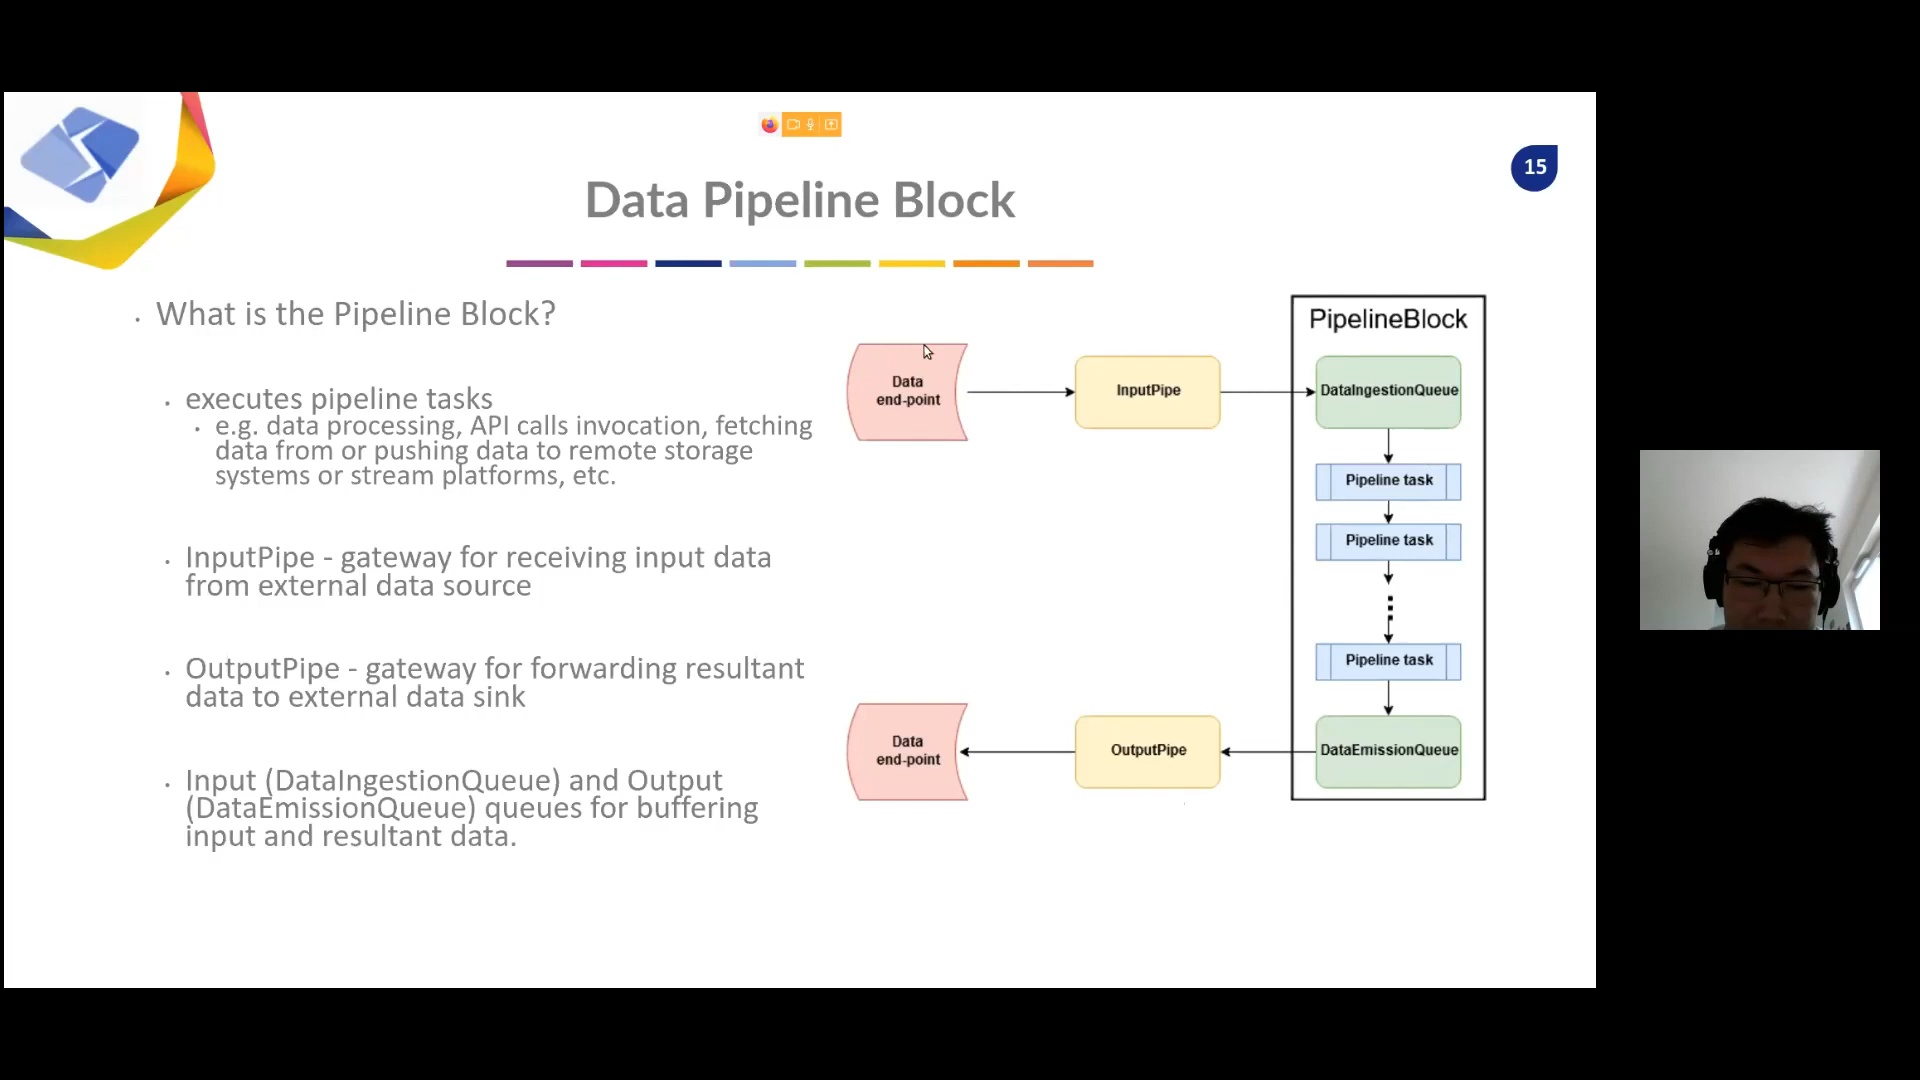 15
Data Pipeline Block
What is the Pipeline Block?
executes pipeline tasks
e.g. data processing, API calls invocation, fetching
data from or pushing data to remote storage
systems or stream platforms, etc.
InputPipe - gateway for receiving input data
from external data source
OutputPipe - gateway for forwarding resultant
data to external data sink
Input (DataIngestionQueue) and Output
(DataEmissionQueue) queues for buffering
input and resultant data.
PipelineBlock
Data
end-point
InputPipe
DataIngestionQueue
Pipeline task
Pipeline task
Pipeline task
Data
end-point
OutputPipe
DataEmissionQueue